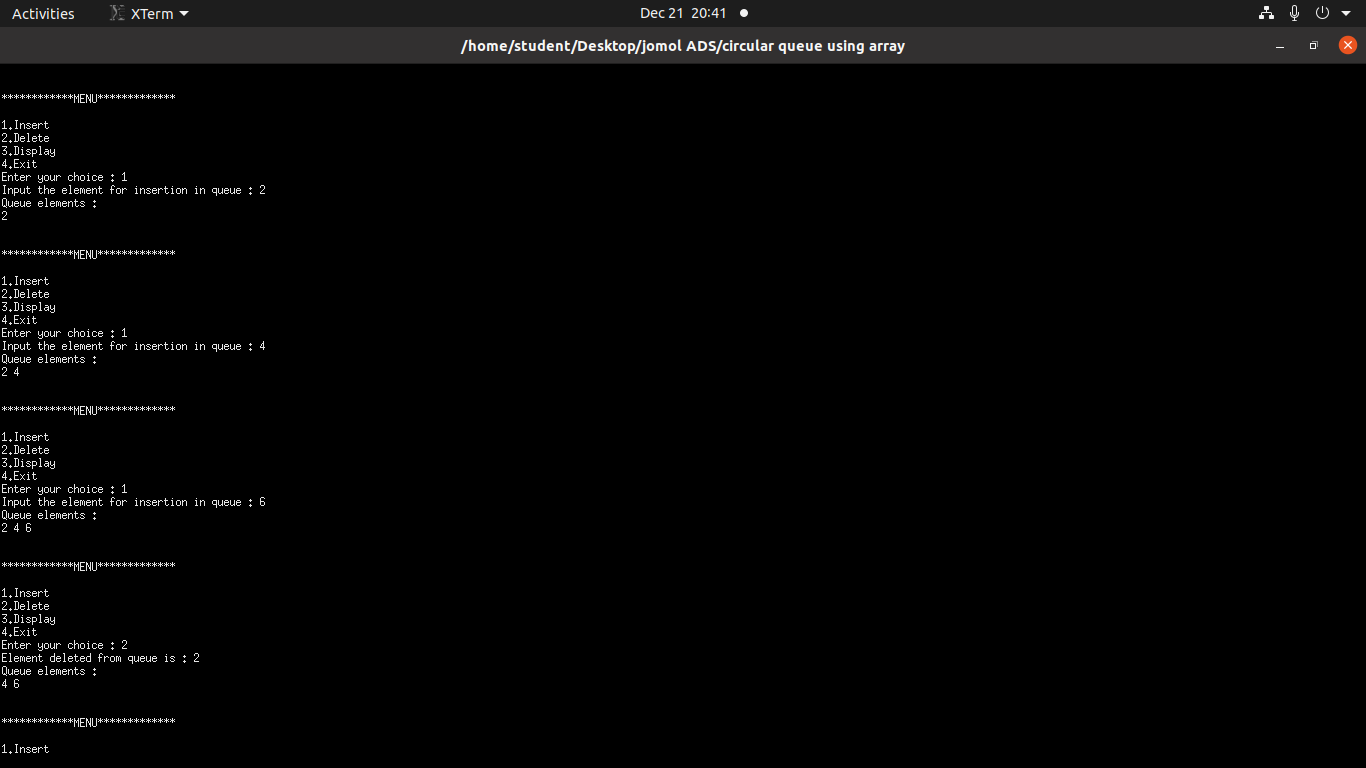 Activities XTerm Dec 21 20:41
/home/student/Desktop/jomol ADS/circular queue using array
************MENU*************
1.Insert
2.Delete
3.Display
4.Exit
Enter your choice : 1
Input the element for insertion in queue : 2
Queue elements :
2
************MENU*************
1.Insert
2.Delete
3.Display
4.Exit
Enter your choice : 1
Input the element for insertion in queue : 4
Queue elements :
2 4
************MENU*************
1.Insert
2.Delete
3.Display
4.Exit
Enter your choice : 1
Input the element for insertion in queue : 6
Queue elements :
2 4 6
************MENU*************
1.Insert
2.Delete
3.Display
4.Exit
Enter your choice : 2
Element deleted from queue is : 2
Queue elements :
4 6
************MENU*************
1.Insert